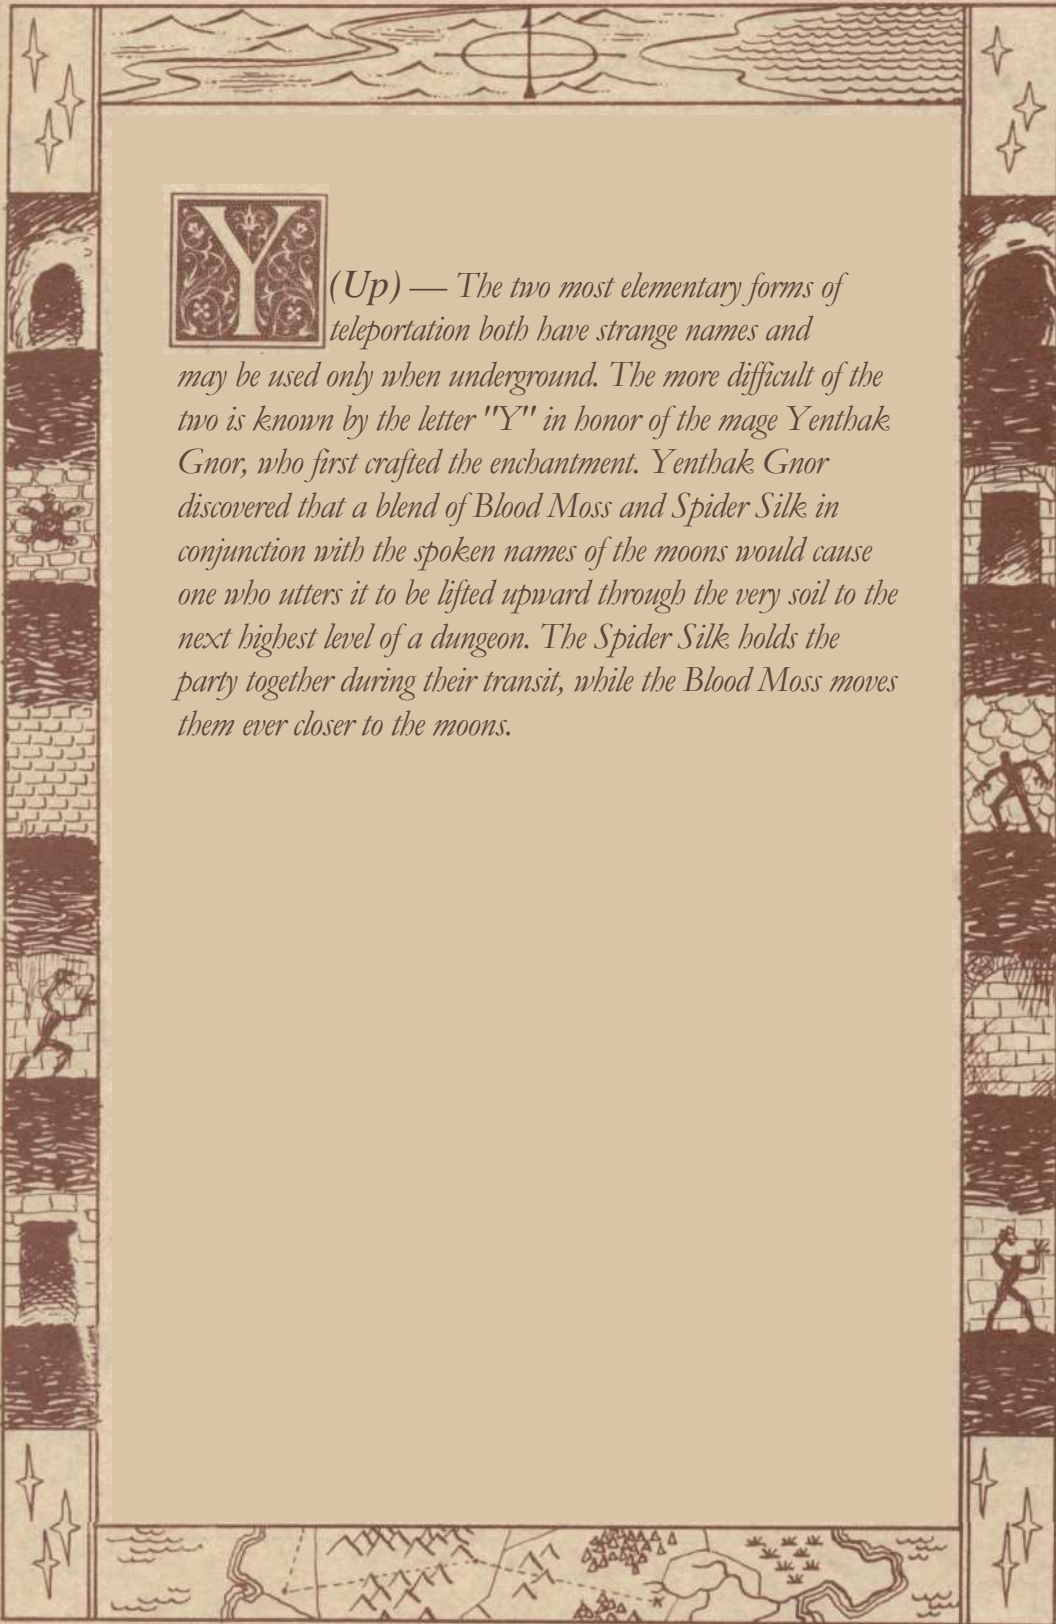 Y (Up) — The two most elementary forms of
teleportation both have strange names and
may be used only when underground. The more difficult of the
two is known by the letter "Y" in honor of the mage Yenthak
Gnor, who first crafted the enchantment. Yenthak Gnor
discovered that a blend of Blood Moss and Spider Silk in
conjunction with the spoken names of the moons would cause
one who utters it to be lifted upward through the very soil to the
next highest level of a dungeon. The Spider Silk holds the
party together during their transit, while the Blood Moss moves
them ever closer to the moons.